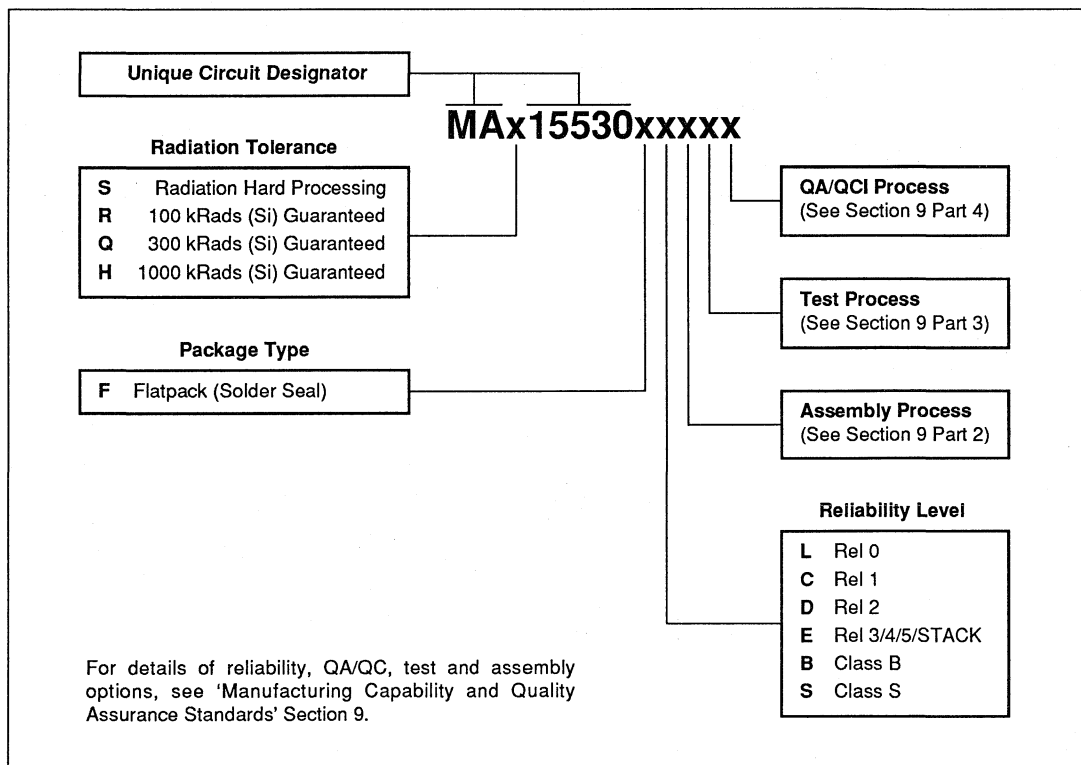 Unique Circuit Designator
MAx15530xxxxx
Radiation Tolerance
S Radiation Hard Processing
R 100 kRads (Si) Guaranteed
Q 300 kRads (Si) Guaranteed
H 1000 kRads (Si) Guaranteed
Package Type
F Flatpack (Solder Seal)
QA/QCI Process
(See Section 9 Part 4)
Test Process
(See Section 9 Part 3)
Assembly Process
(See Section 9 Part 2)
Reliability Level
L Rel 0
C Rel 1
D Rel 2
E Rel 3/4/5/STACK
B Class B
S Class S
For details of reliability, QA/QC, test and assembly
options, see ‘Manufacturing Capability and Quality
Assurance Standards’ Section 9.